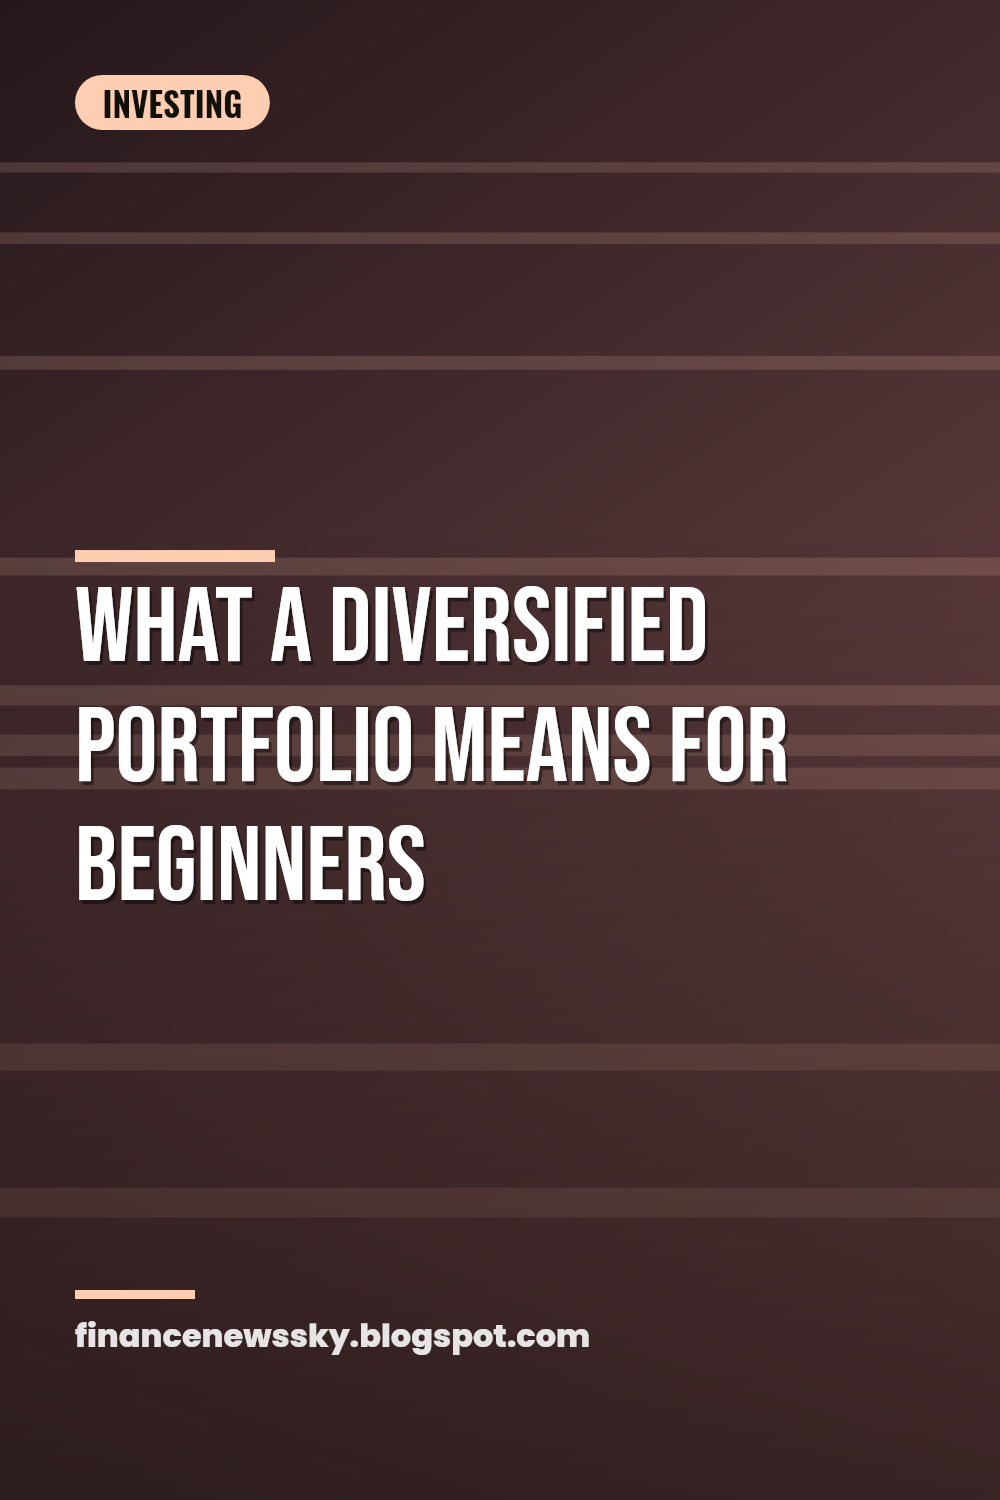 INVESTING
WHAT A DIVERSIFIED
PORTFOLIO MEANS FOR
BEGINNERS
financenewssky.blogspot.com